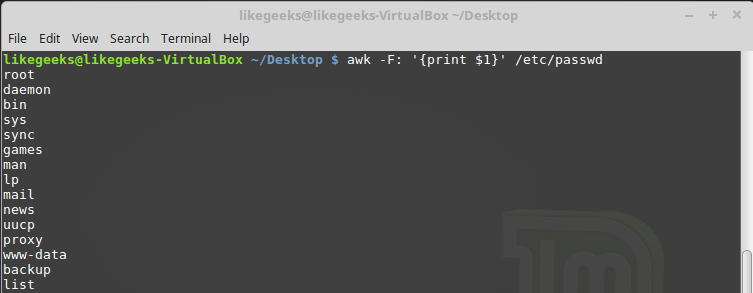 likegeeks@likegeeks-VirtualBox ~/Desktop
File Edit View Search Terminal Help
likegeeks@likegeeks-VirtualBox ~/Desktop $ awk -F: '{print $1}' /etc/passwd
root
daemon
bin
sys
sync
games
man
lp
mail
news
uucp
proxy
www-data
backup
list